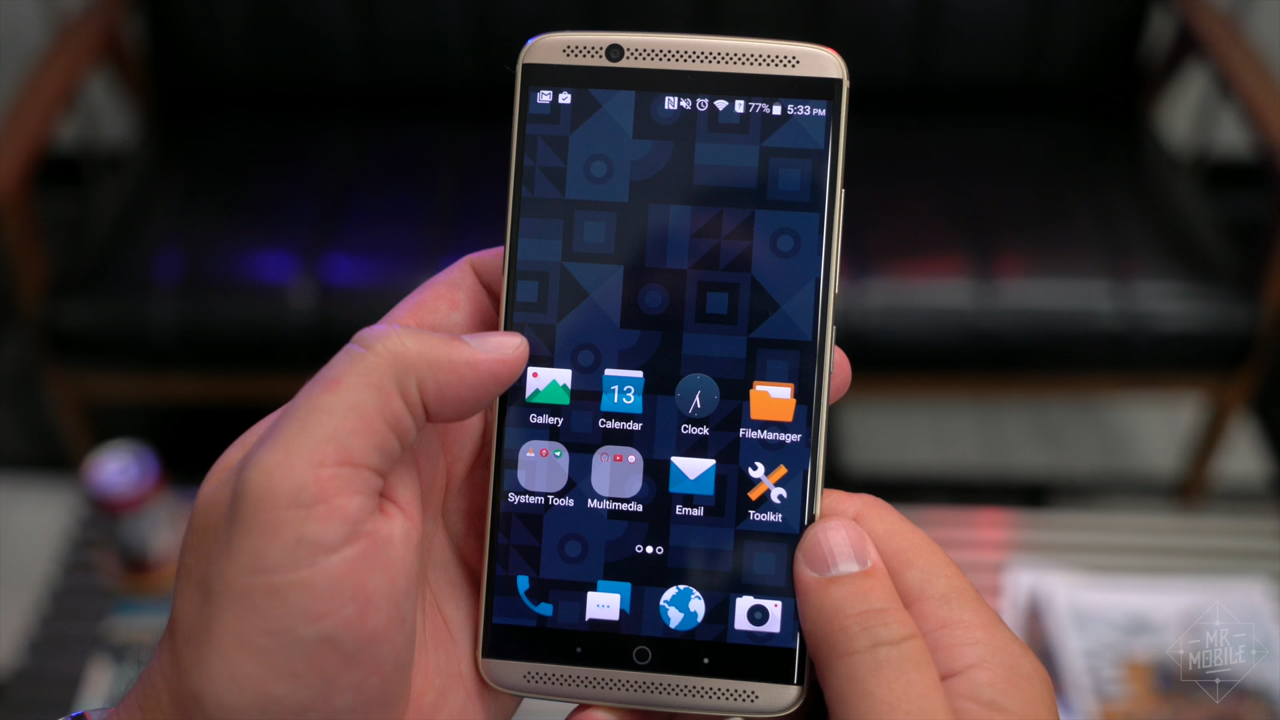 77% 5:33 PM
13
Gallery
Calendar
Clock
FileManager
System Tools
Multimedia
Email
Toolkit
MR
MOBILE